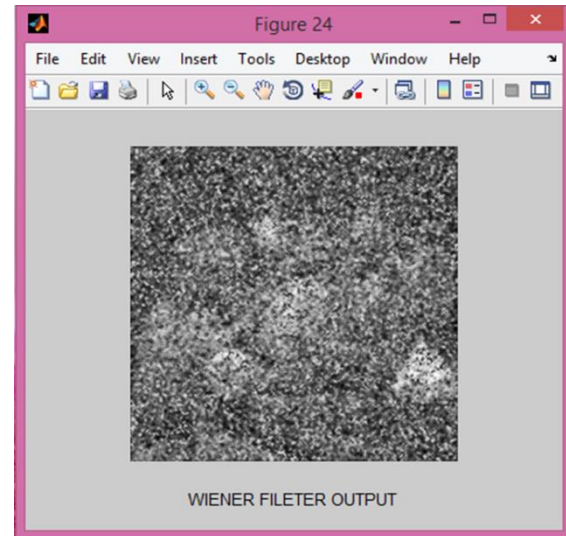 Figure 24
File Edit View Insert Tools Desktop Window Help
WIENER FILETER OUTPUT